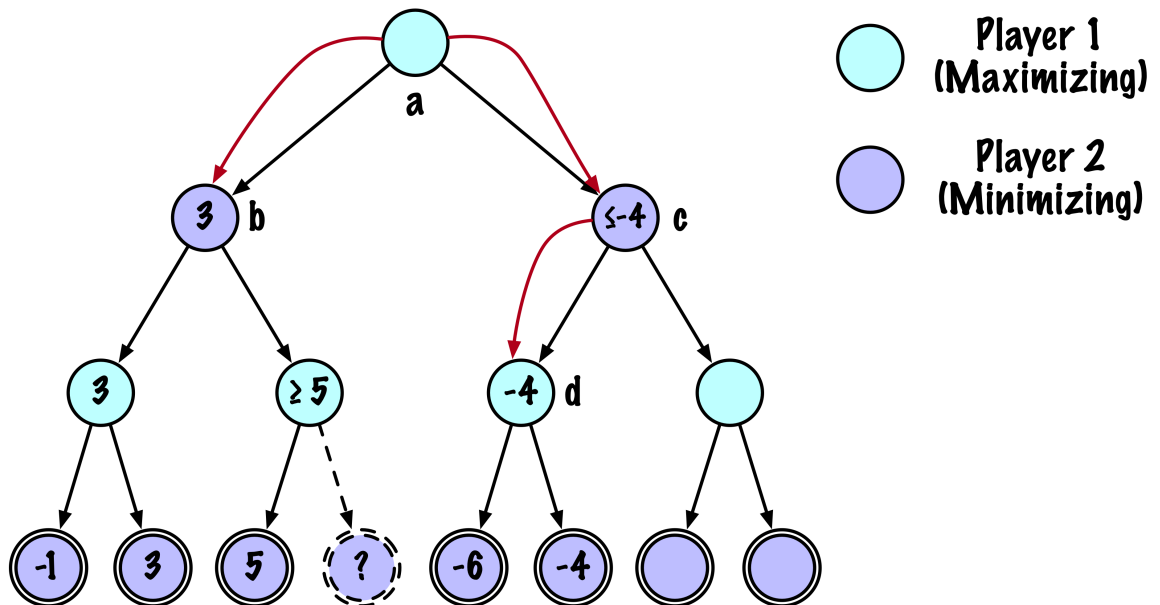 Player 1
(Maximizing)
a
Player 2
(Minimizing)
3
b
≤-4
c
3
≥ 5
-4
d
-1
3
5
?
-6
-4